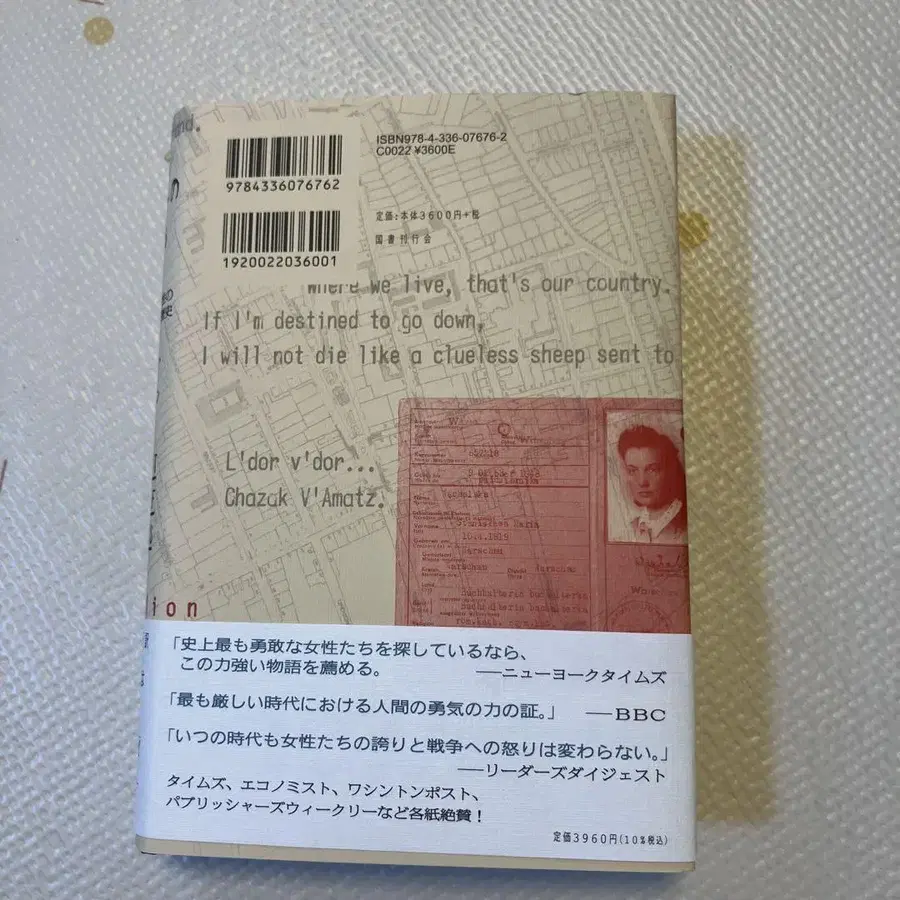 ISBN978-4-336-07676-2
C0022 ¥3600E
9784336076762
定価:本体3600円+税
国書刊行会
1920022036001
Where we live, that's our country.
If I'm destined to go down,
I will not die like a clueless sheep sent to
L'dor v'dor...
Chazak V'Amatz.
10.4.1919
Warschau
Warschau Warschau
Buchhalterin buchalterka
ion
「史上最も勇敢な女性たちを探しているなら、
この力強い物語を薦める。
——ニューヨークタイムズ
「最も厳しい時代における人間の勇気の力の証。」 ——BBC
「いつの時代も女性たちの誇りと戦争への怒りは変わらない。」
——リーダーズダイジェスト
タイムズ、エコノミスト、ワシントンポスト、
パブリッシャーズウィークリーなど各紙絶賛!
定価3960円(10%税込)